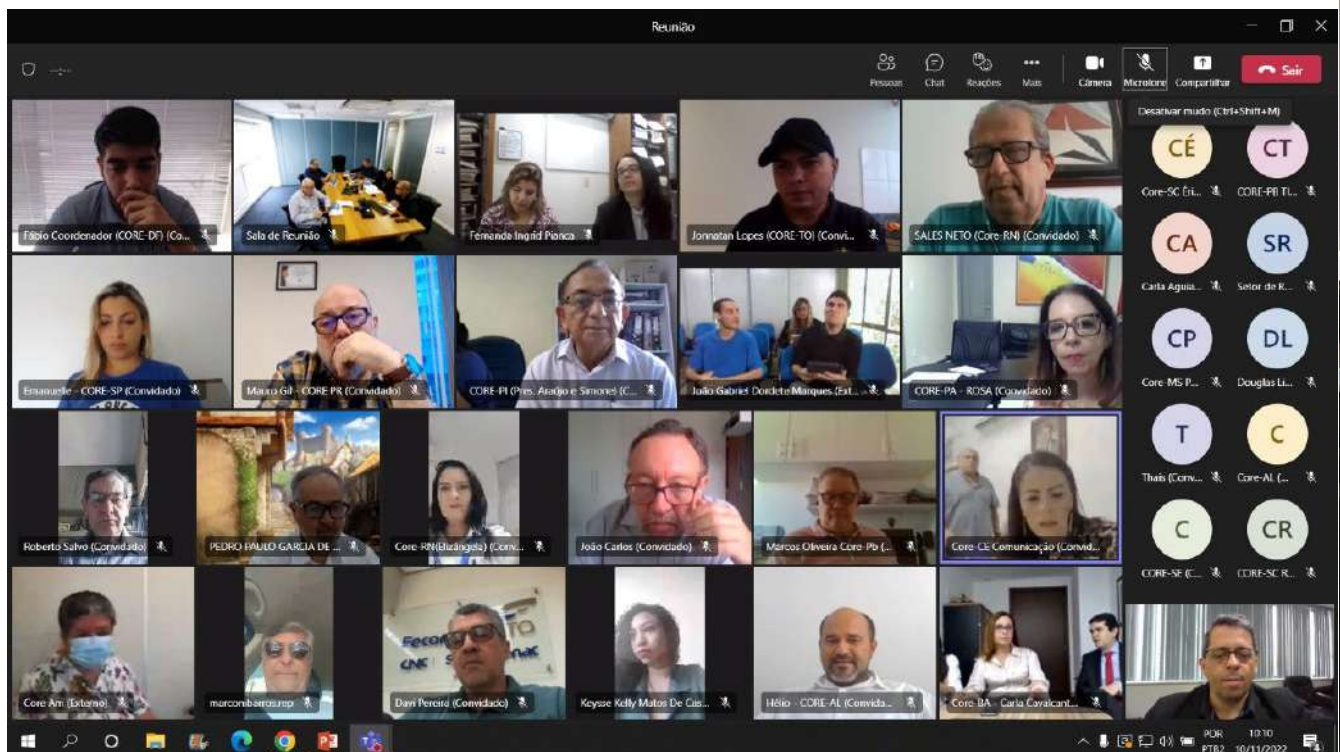 Reunião
Pessoas Chat Reações Mais Câmera Microfone Compartilhar Sair
Desativar mudo (Ctrl+Shift+M)
CÉ CT
Core-SC Éri... CORE-PB TI...
Fábio Coordenador (CORE-DF) (Co... Sala de Reunião Fernanda Ingrid Pianca Jonnatan Lopes (CORE-TO) (Convi... SALES NETO (Core-RN) (Convidado)
CA SR
Carla Aguia... Setor de R...
CP DL
Core-MS P... Douglas Li...
Emanuelle - CORE-SP (Convidado) Mauro Gil - CORE PR (Convidado) CORE-PI (Pres. Araújo e Simone) (C... João Gabriel Dordete Marques (Ext... CORE-PA - ROSA (Convidado)
T C
Thais (Conv... Core-AL (...
C CR
Roberto Salvo (Convidado) PEDRO PAULO GARCIA DE ... Core-RN(Elizângela) (Conv... João Carlos (Convidado) Marcos Oliveira Core-Pb (... Core-CE Comunicação (Convid...
CORE-SE (C... CORE-SC R...
Core Am (Externo) marconibarros.rep Davi Pereira (Convidado) Keysse Kelly Matos De Cas... Hélio - CORE-AL (Convida... Core-BA - Carla Cavalcant...
POR 10:10
PTB2 10/11/2022